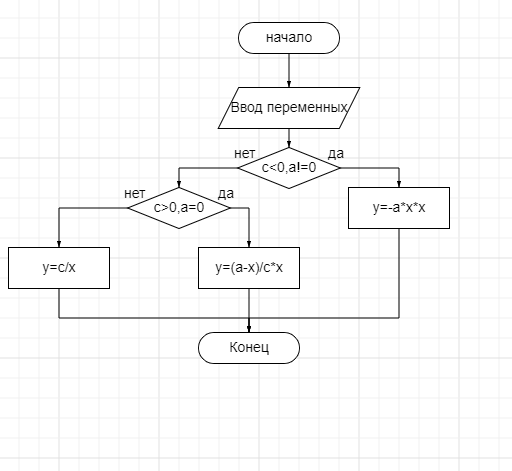 начало
Ввод переменных
нет
да
c<0,a!=0
нет
да
c>0,a=0
y=-a*x*x
y=c/x
y=(a-x)/c*x
Конец